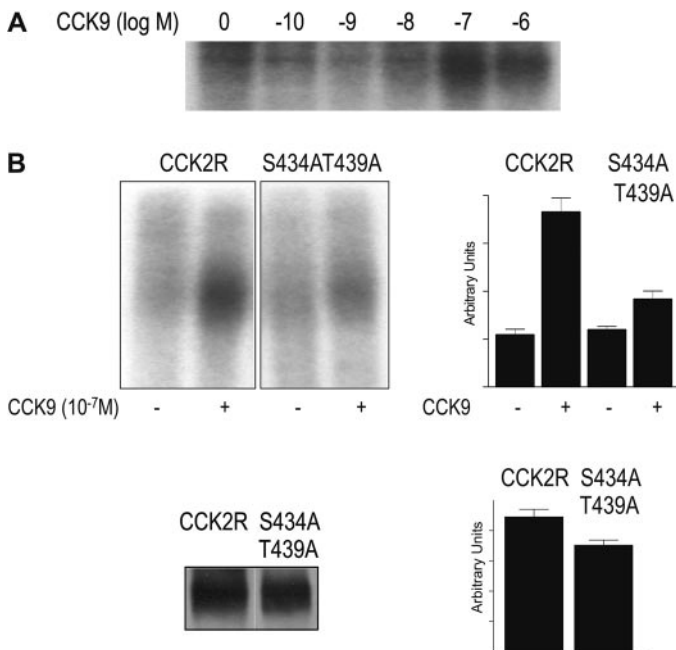 A CCK9 (log M) 0 -10 -9 -8 -7 -6
B CCK2R S434AT439A CCK2R S434A
T439A
Arbitrary Units
CCK9 (10⁻⁷M) - + - + CCK9 - + - +
CCK2R S434A
T439A
CCK2R S434A
T439A
Arbitrary Units